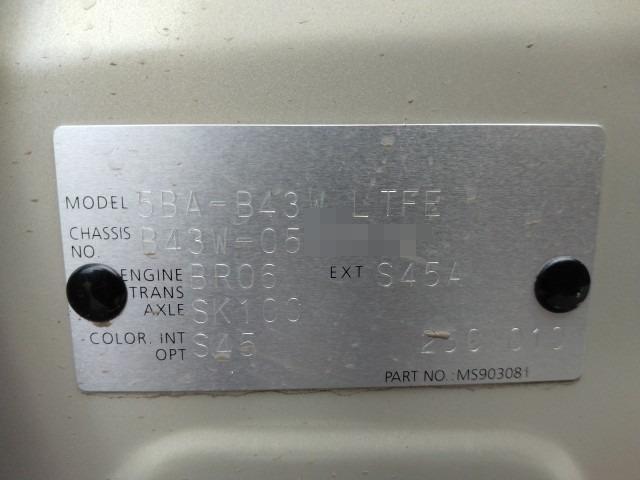 MODEL 5BA-B43W LTFE
CHASSIS NO. B43W-05
ENGINE BR06 EXT S45A
TRANS AXLE SK100
COLOR, INT OPT S45
PART NO.:MS903081